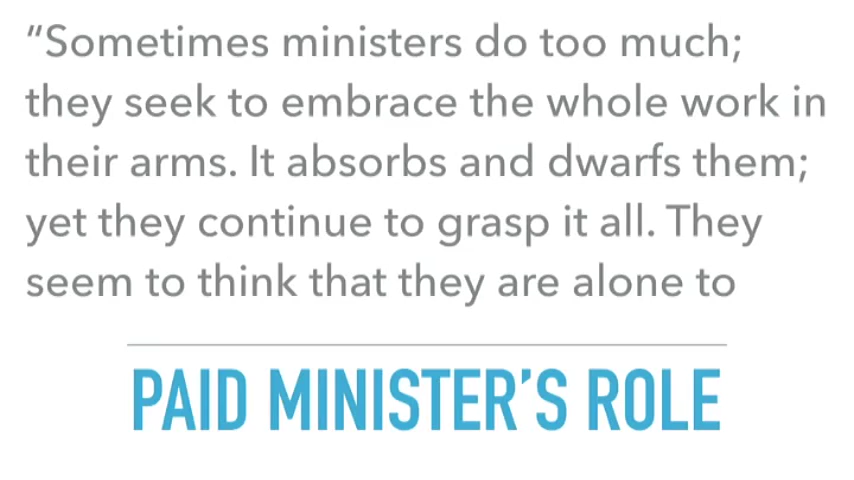 “Sometimes ministers do too much;
they seek to embrace the whole work in
their arms. It absorbs and dwarfs them;
yet they continue to grasp it all. They
seem to think that they are alone to
PAID MINISTER’S ROLE